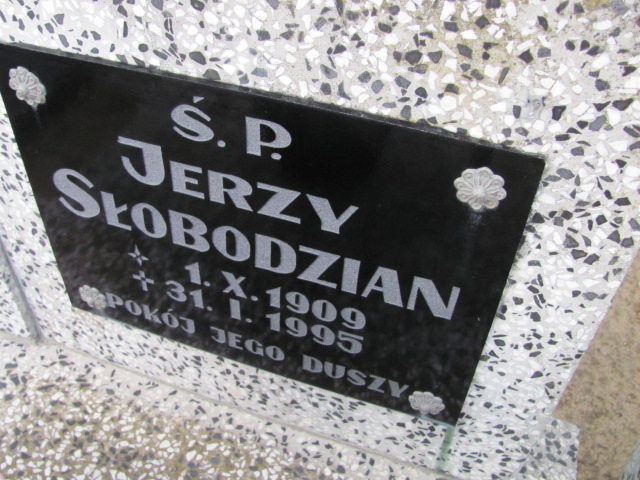 Ś. P.
JERZY
SŁOBODZIAN
1. X. 1909
+ 31. I. 1995
POKÓJ JEGO DUSZY